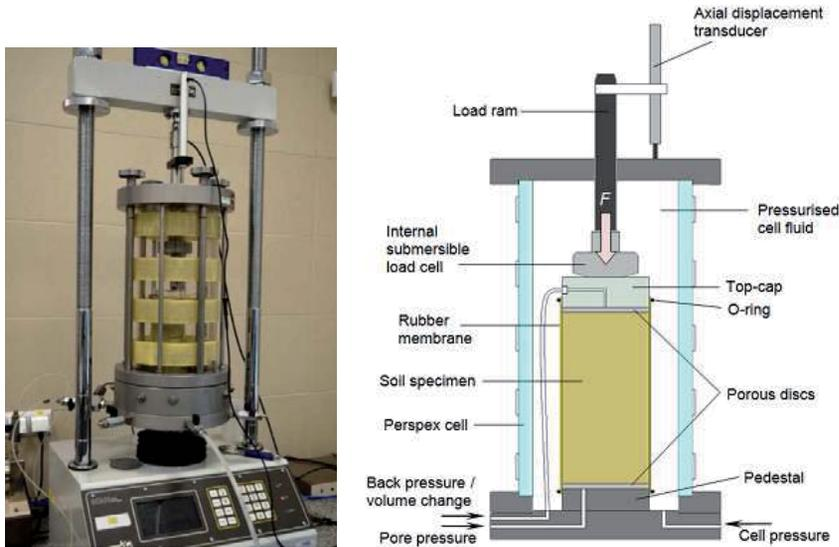 Axial displacement
transducer
Load ram
F
Pressurised
cell fluid
Internal
submersible
load cell
Top-cap
O-ring
Rubber
membrane
Soil specimen
Porous discs
Perspex cell
Back pressure /
volume change
Pedestal
Pore pressure
Cell pressure